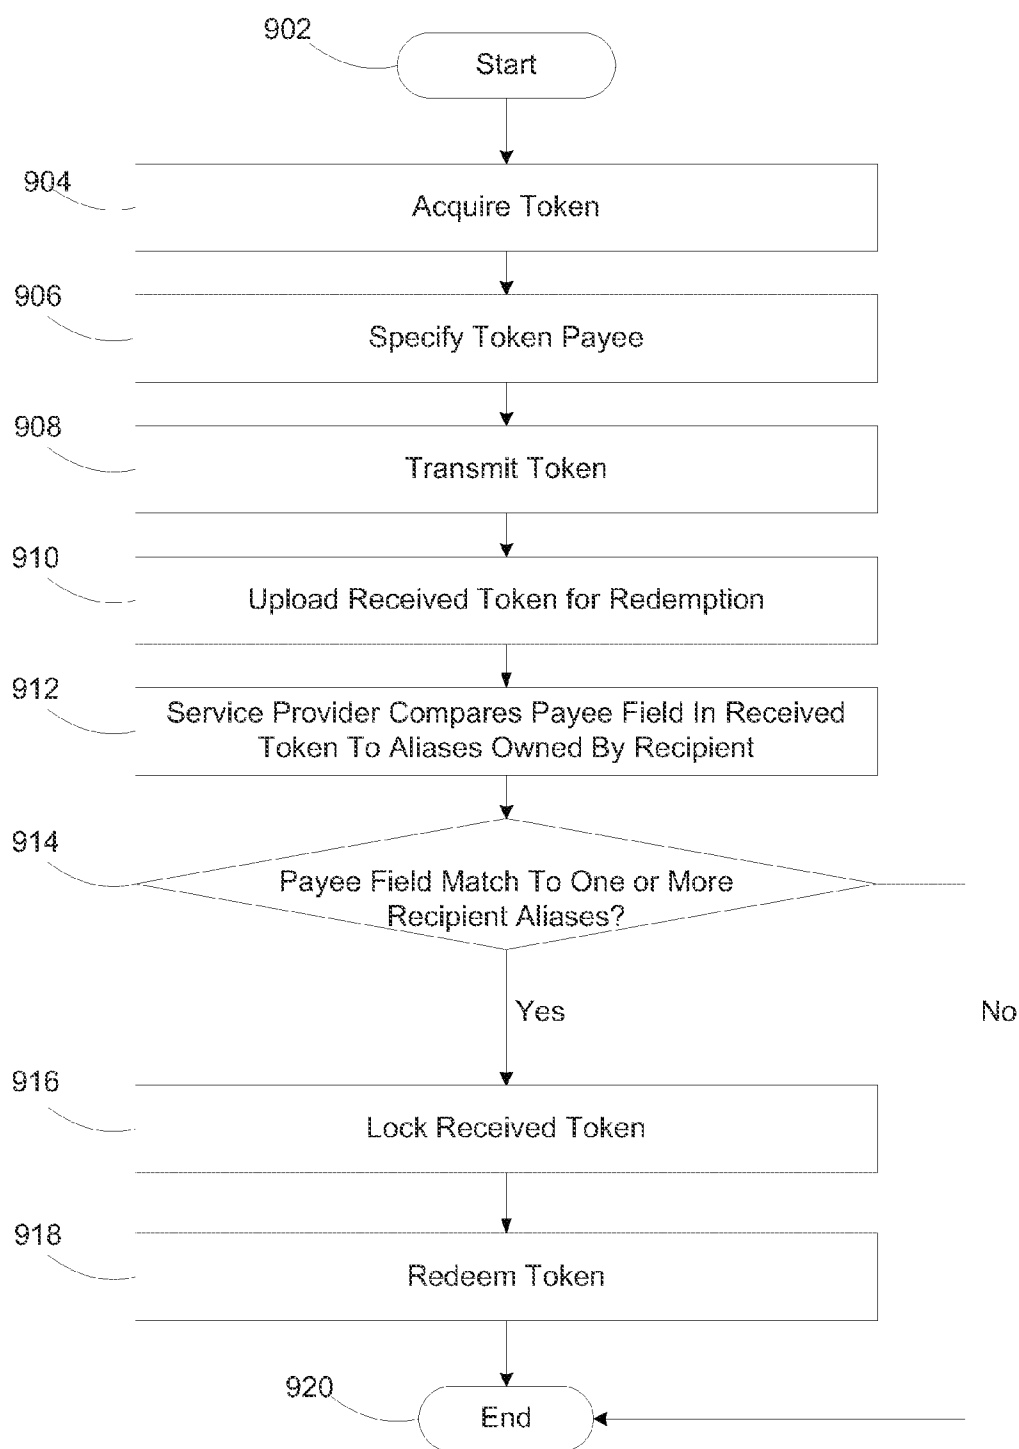 902
Start
904
Acquire Token
906
Specify Token Payee
908
Transmit Token
910
Upload Received Token for Redemption
912
Service Provider Compares Payee Field In Received
Token To Aliases Owned By Recipient
914
Payee Field Match To One or More
Recipient Aliases?
Yes
No
916
Lock Received Token
918
Redeem Token
920
End